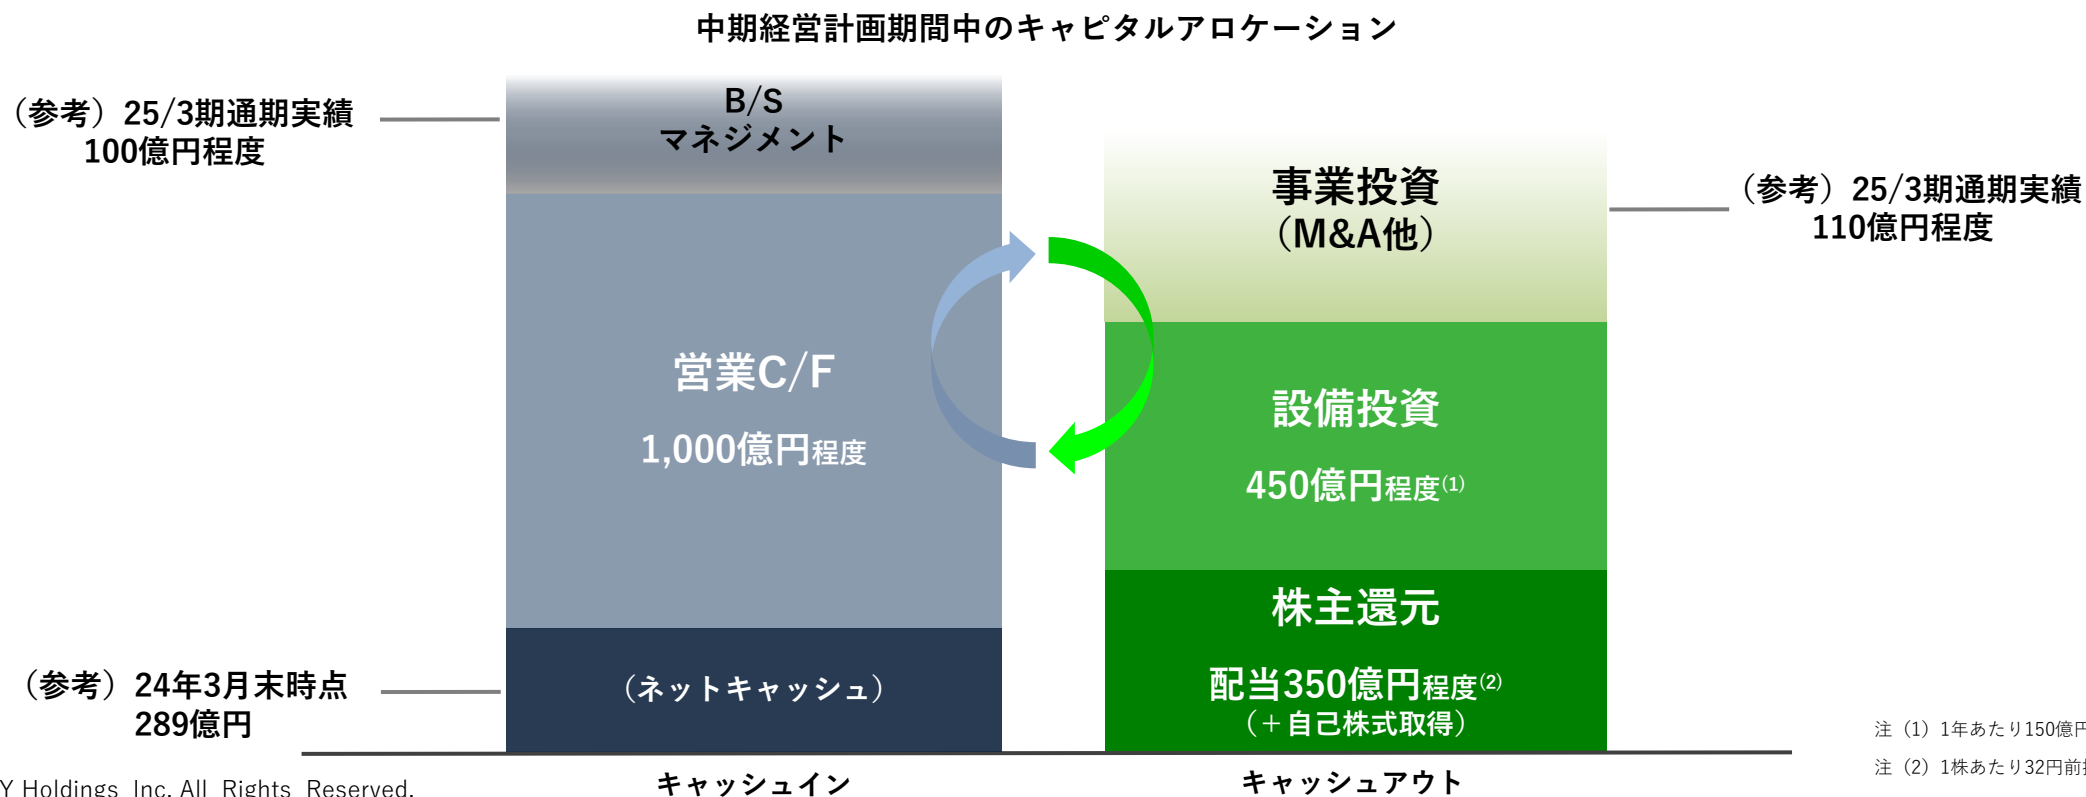 中期経営計画期間中のキャピタルアロケーション
（参考）25/3期通期実績
100億円程度
B/S
マネジメント
営業C/F
1,000億円程度
（参考）24年3月末時点
289億円
（ネットキャッシュ）
キャッシュイン
事業投資
（M&A他）
（参考）25/3期通期実績
110億円程度
設備投資
450億円程度(1)
株主還元
配当350億円程度(2)
（＋自己株式取得）
キャッシュアウト
注（1）1年あたり150億円
注（2）1株あたり32円前
Y Holdings Inc. All Rights Reserved.